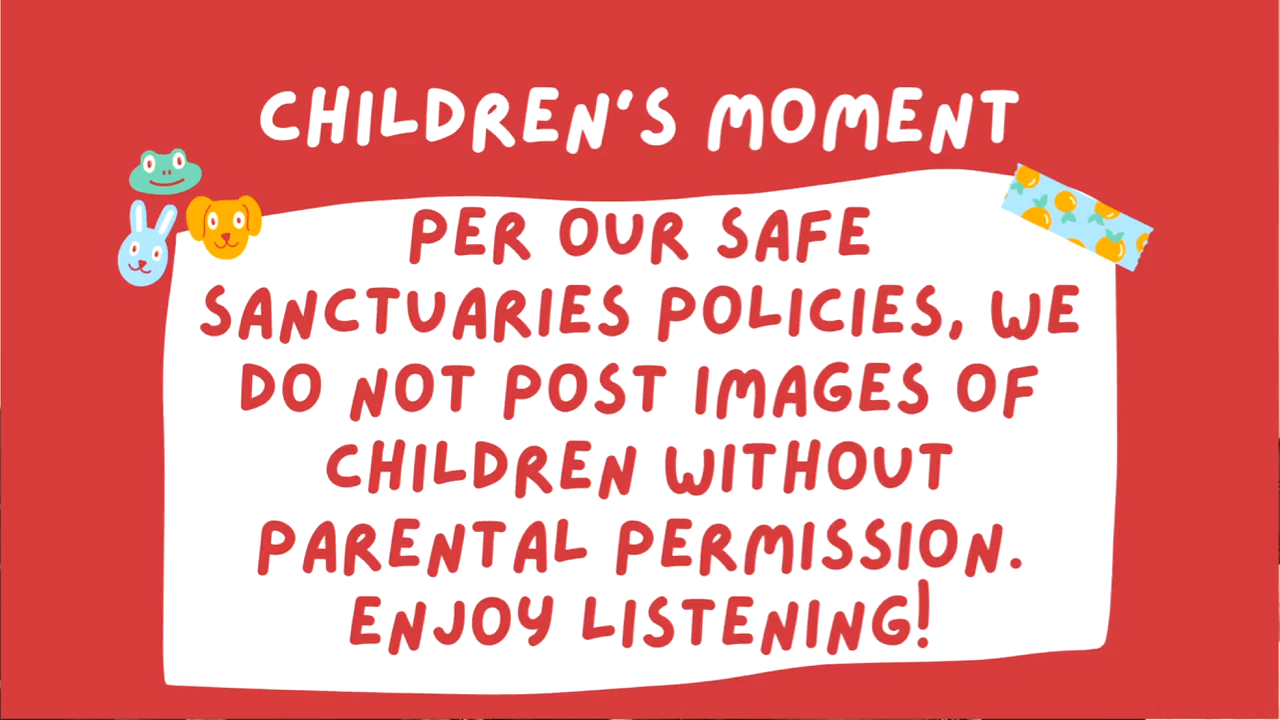 CHILDREN'S MOMENT
PER OUR SAFE
SANCTUARIES POLICIES, WE
DO NOT POST IMAGES OF
CHILDREN WITHOUT
PARENTAL PERMISSION.
ENJOY LISTENING!